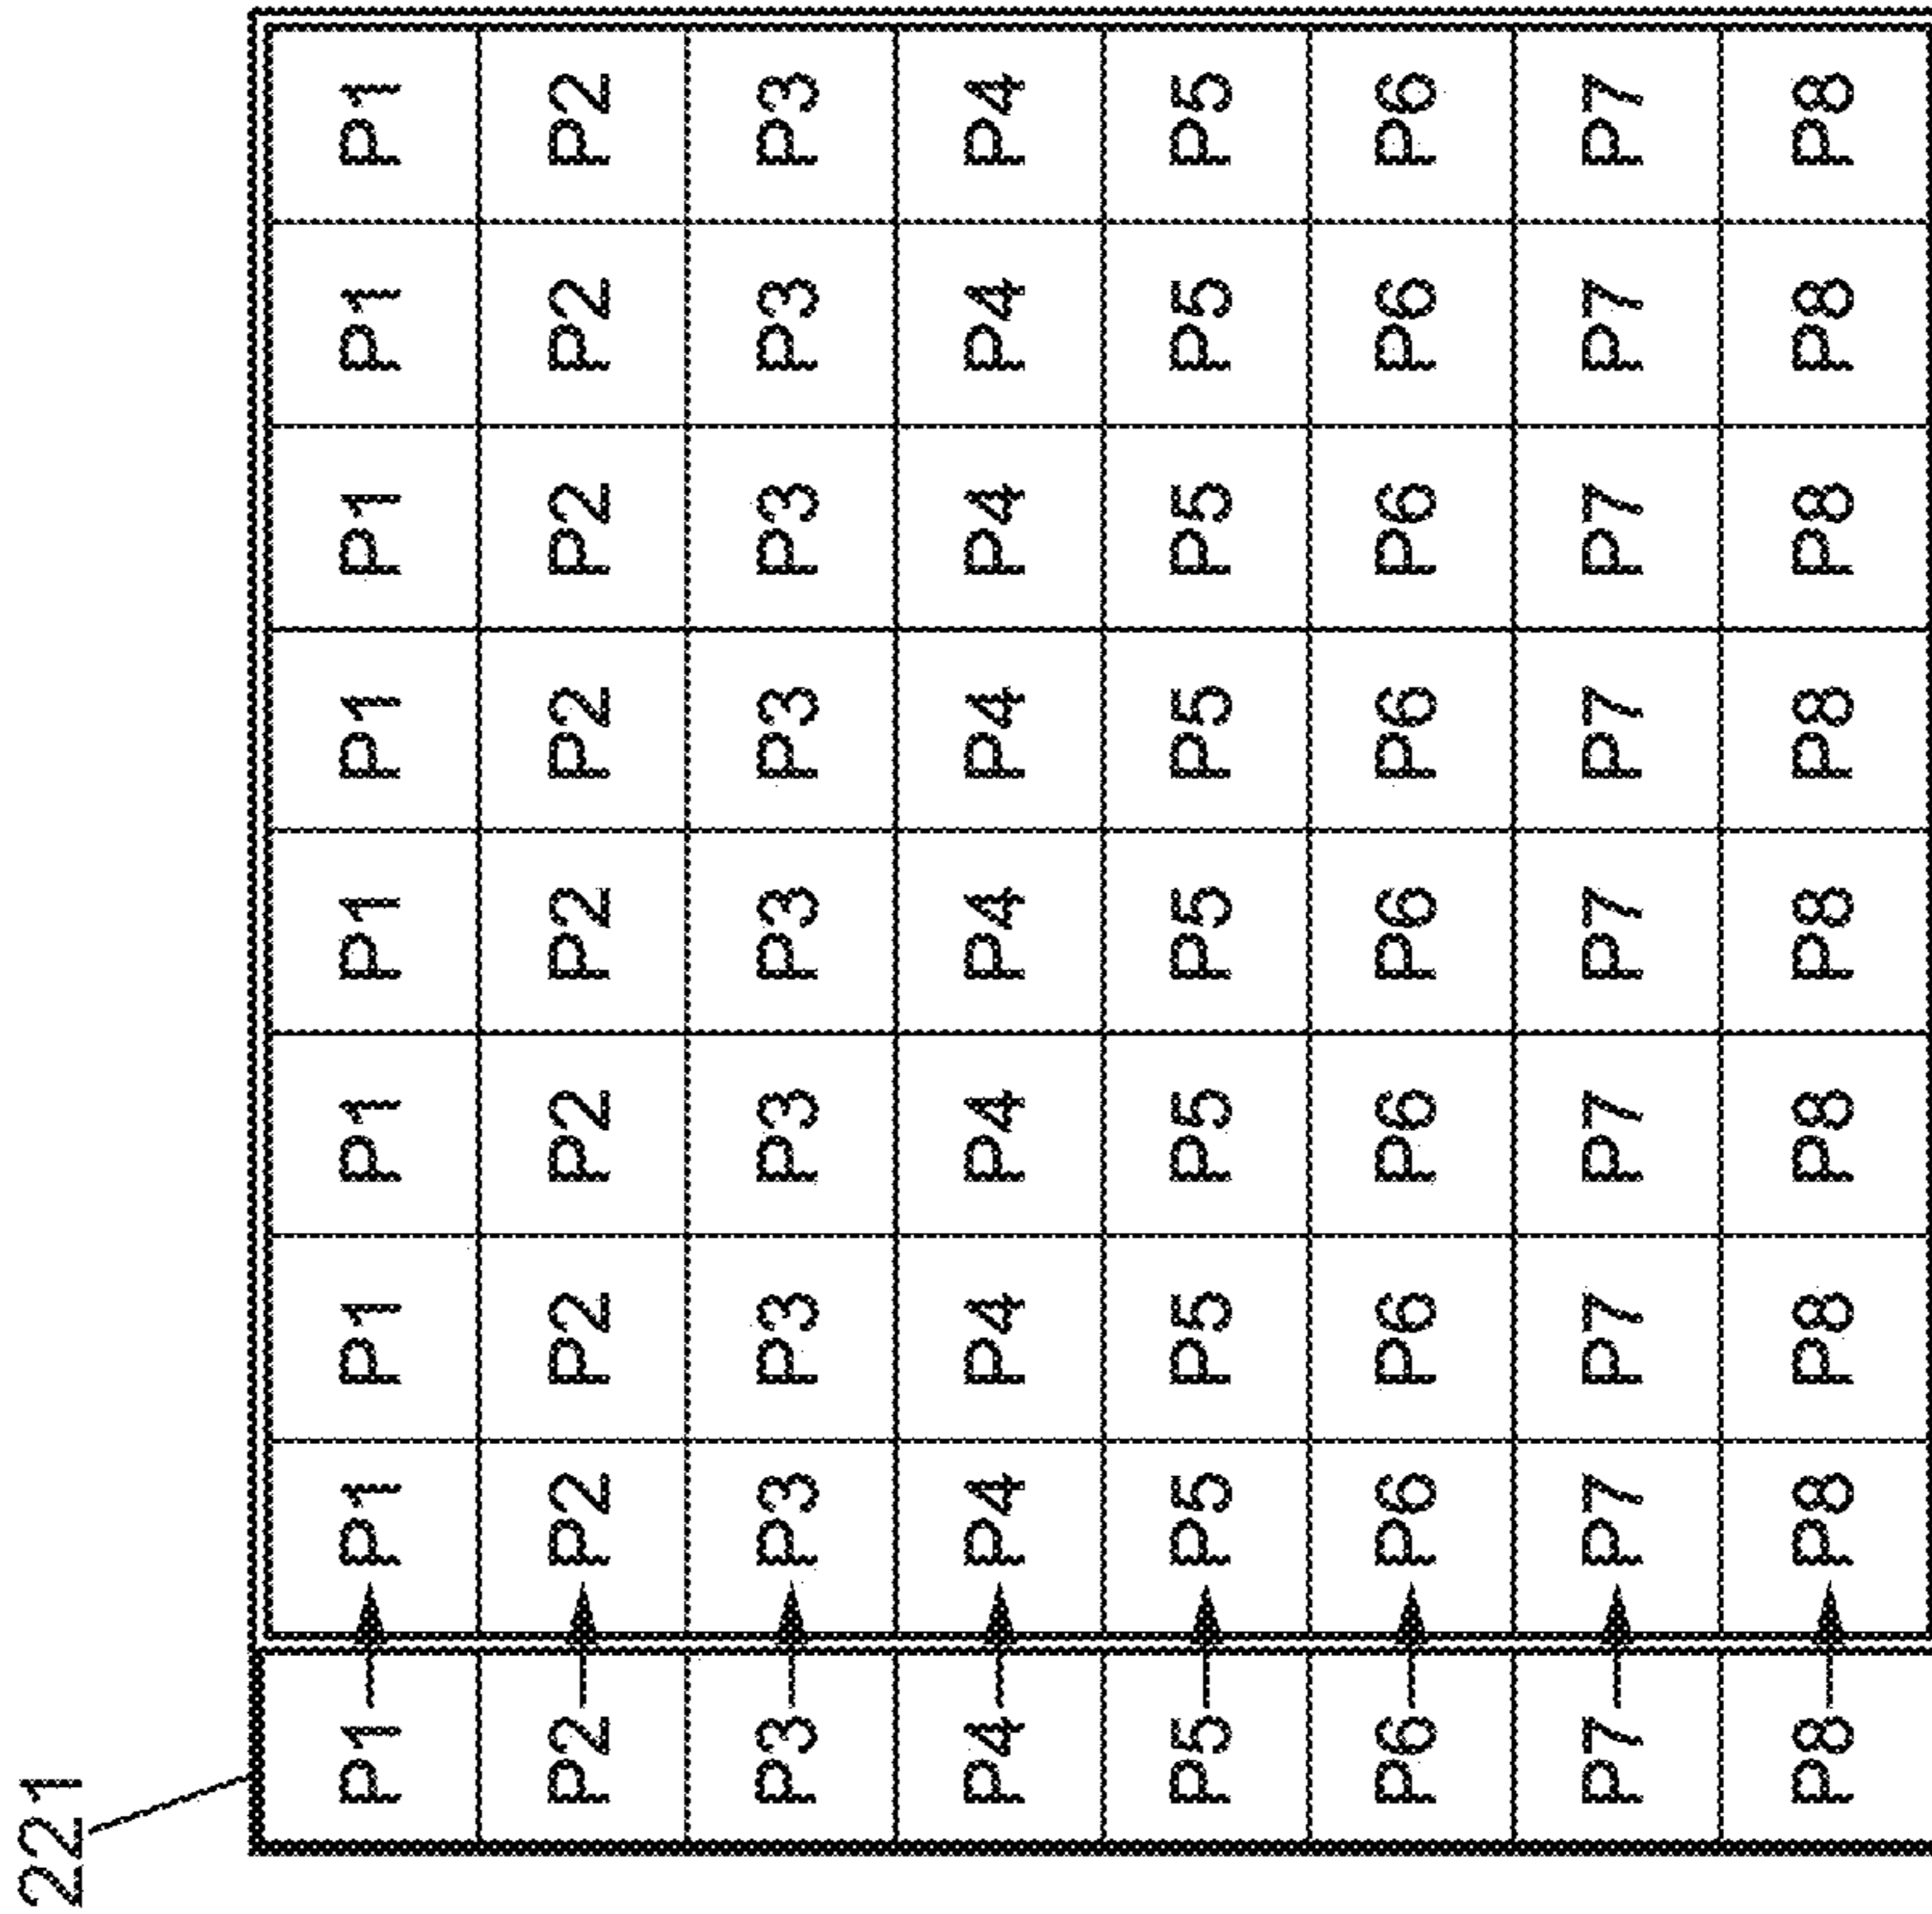 221
P1 P1 P1 P1 P1 P1 P1 P1 P1
P2 P2 P2 P2 P2 P2 P2 P2 P2
P3 P3 P3 P3 P3 P3 P3 P3 P3
P4 P4 P4 P4 P4 P4 P4 P4 P4
P5 P5 P5 P5 P5 P5 P5 P5 P5
P6 P6 P6 P6 P6 P6 P6 P6 P6
P7 P7 P7 P7 P7 P7 P7 P7 P7
P8 P8 P8 P8 P8 P8 P8 P8 P8